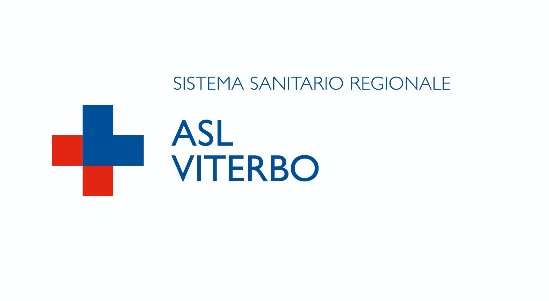 SISTEMA SANITARIO REGIONALE
ASL
VITERBO